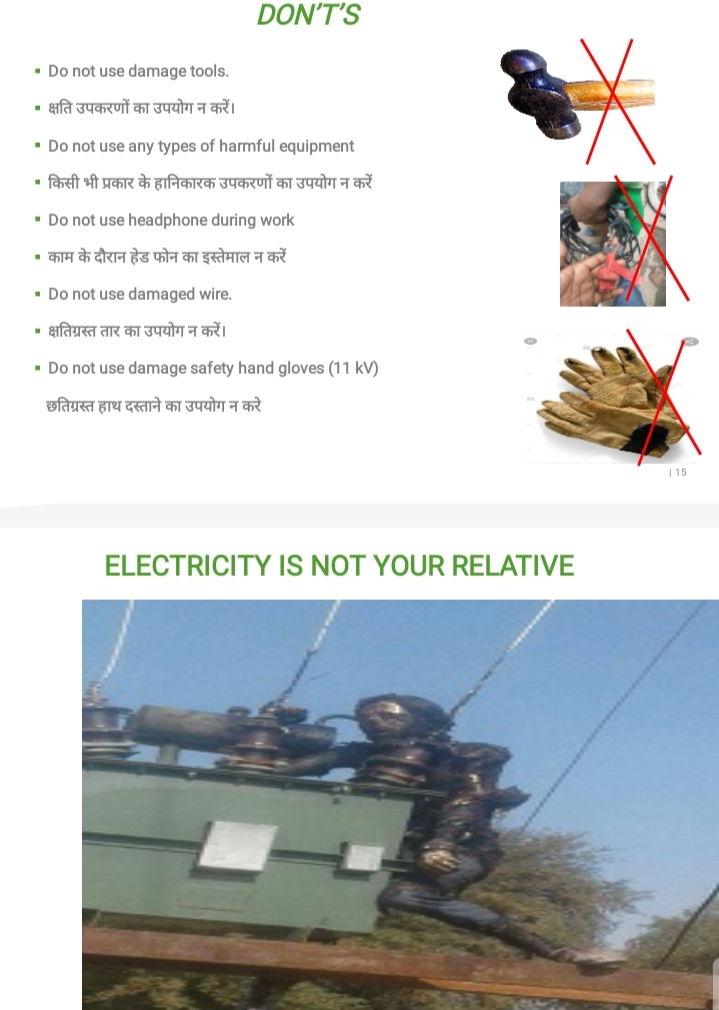 DON'T'S
▪ Do not use damage tools.
▪ क्षति उपकरणों का उपयोग न करें।
▪ Do not use any types of harmful equipment
▪ किसी भी प्रकार के हानिकारक उपकरणों का उपयोग न करें
▪ Do not use headphone during work
▪ काम के दौरान हेड फोन का इस्तेमाल न करें
▪ Do not use damaged wire.
▪ क्षतिग्रस्त तार का उपयोग न करें।
▪ Do not use damage safety hand gloves (11 kV)
छतिग्रस्त हाथ दस्ताने का उपयोग न करे
| 15
ELECTRICITY IS NOT YOUR RELATIVE